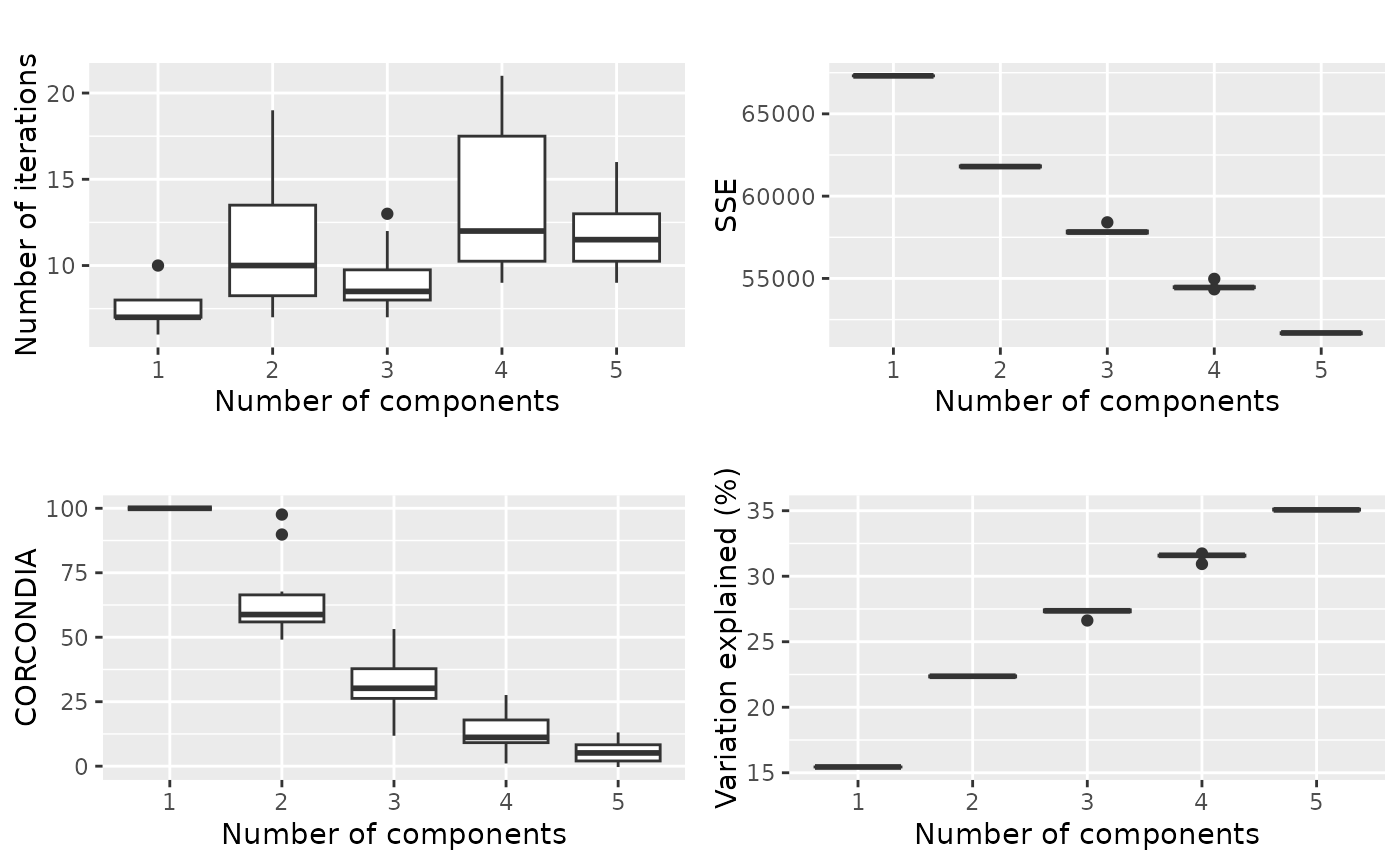 Number of iterations
20
15
10
1 2 3 4 5
Number of components
SSE
65000
60000
55000
1 2 3 4 5
Number of components
CORCONDIA
100
75
50
25
0
1 2 3 4 5
Number of components
Variation explained (%)
35
30
25
20
15
1 2 3 4 5
Number of components